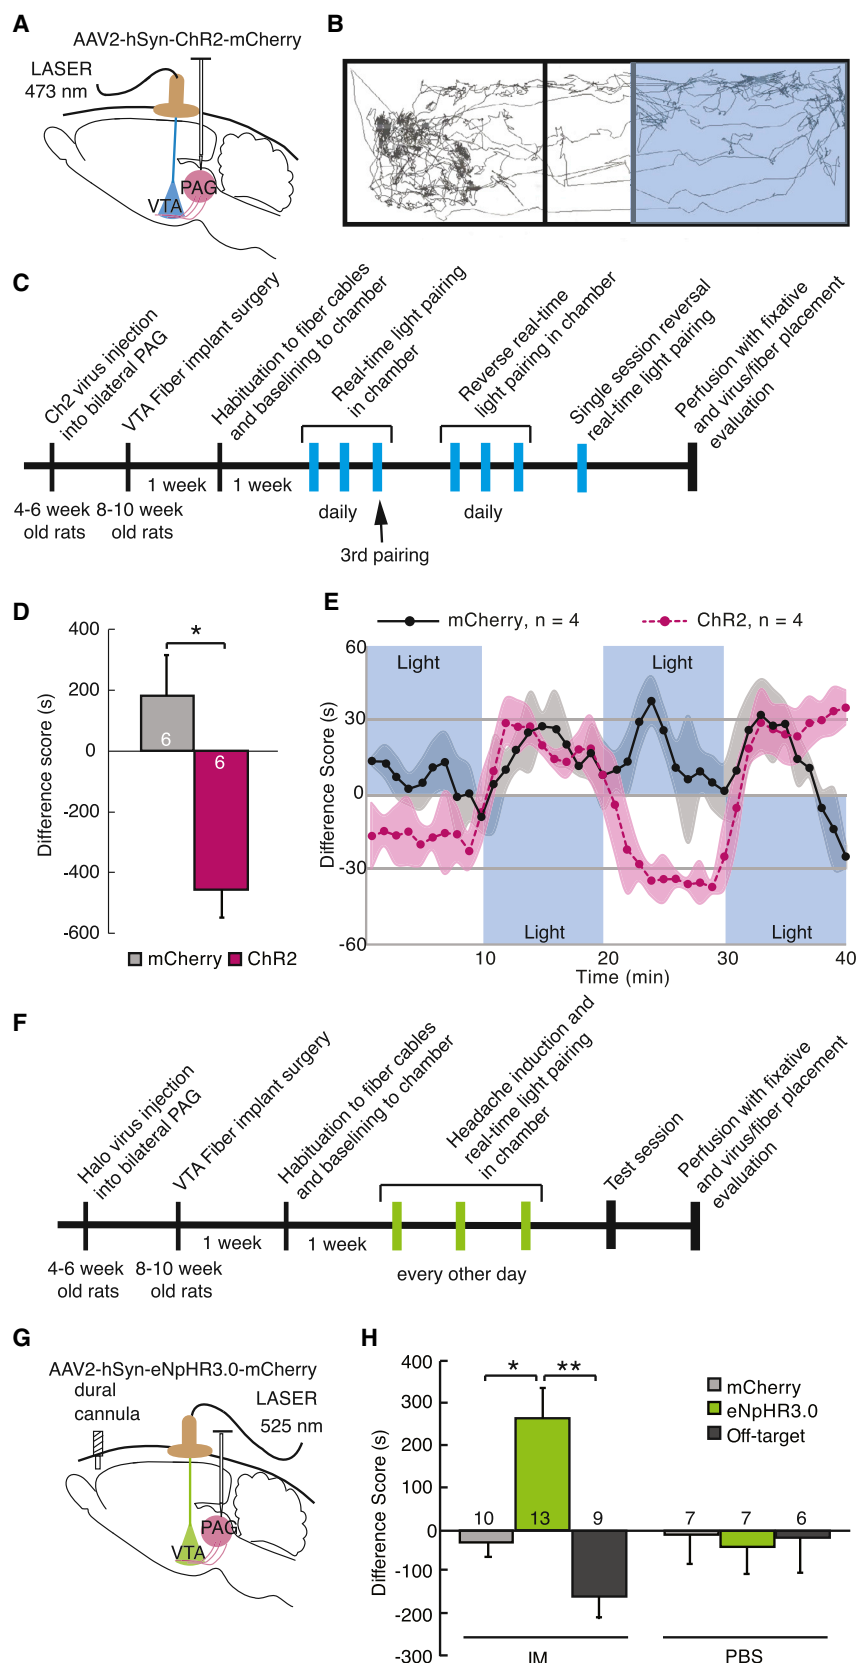 A
AAV2-hSyn-ChR2-mCherry
LASER
473 nm
PAG
VTA
B
C
Ch2 virus injection
into bilateral PAG
VTA Fiber implant surgery
Habituation to fiber cables
and baselining to chamber
Real-time light pairing
in chamber
Reverse real-time
light pairing in chamber
Single session reversal
real-time light pairing
Perfusion with fixative
and virus/fiber placement
evaluation
1 week
1 week
4-6 week
old rats
8-10 week
old rats
daily
daily
3rd pairing
D
400
200
0
-200
-400
-600
Difference score (s)
*
6
6
mCherry
ChR2
E
mCherry, n = 4
ChR2, n = 4
60
30
0
-30
-60
Difference Score (s)
Light
Light
Light
Light
10
20
30
40
Time (min)
F
Halo virus injection
into bilateral PAG
VTA Fiber implant surgery
Habituation to fiber cables
and baselining to chamber
Headache induction and
real-time light pairing
in chamber
Test session
Perfusion with fixative
and virus/fiber placement
evaluation
1 week
1 week
4-6 week
old rats
8-10 week
old rats
every other day
G
AAV2-hSyn-eNpHR3.0-mCherry
dural
cannula
LASER
525 nm
PAG
VTA
H
400
300
200
100
0
-100
-200
-300
Difference Score (s)
*
**
mCherry
eNpHR3.0
Off-target
10
13
9
7
7
6
IM
PBS